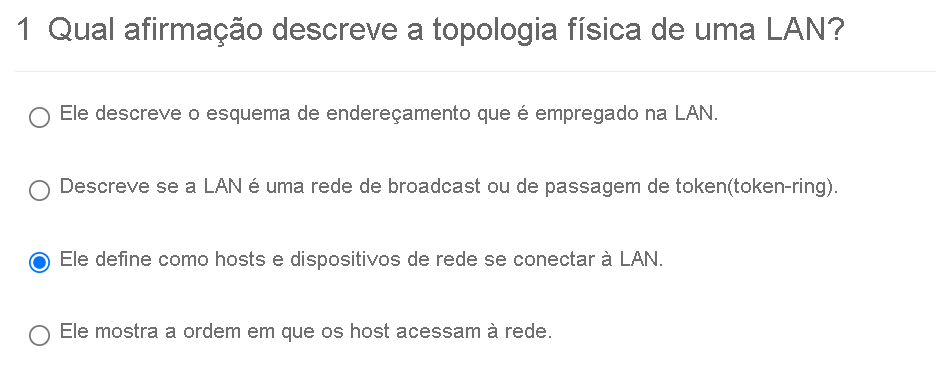 1 Qual afirmação descreve a topologia física de uma LAN?
Ele descreve o esquema de endereçamento que é empregado na LAN.
Descreve se a LAN é uma rede de broadcast ou de passagem de token(token-ring).
Ele define como hosts e dispositivos de rede se conectar à LAN.
Ele mostra a ordem em que os host acessam à rede.